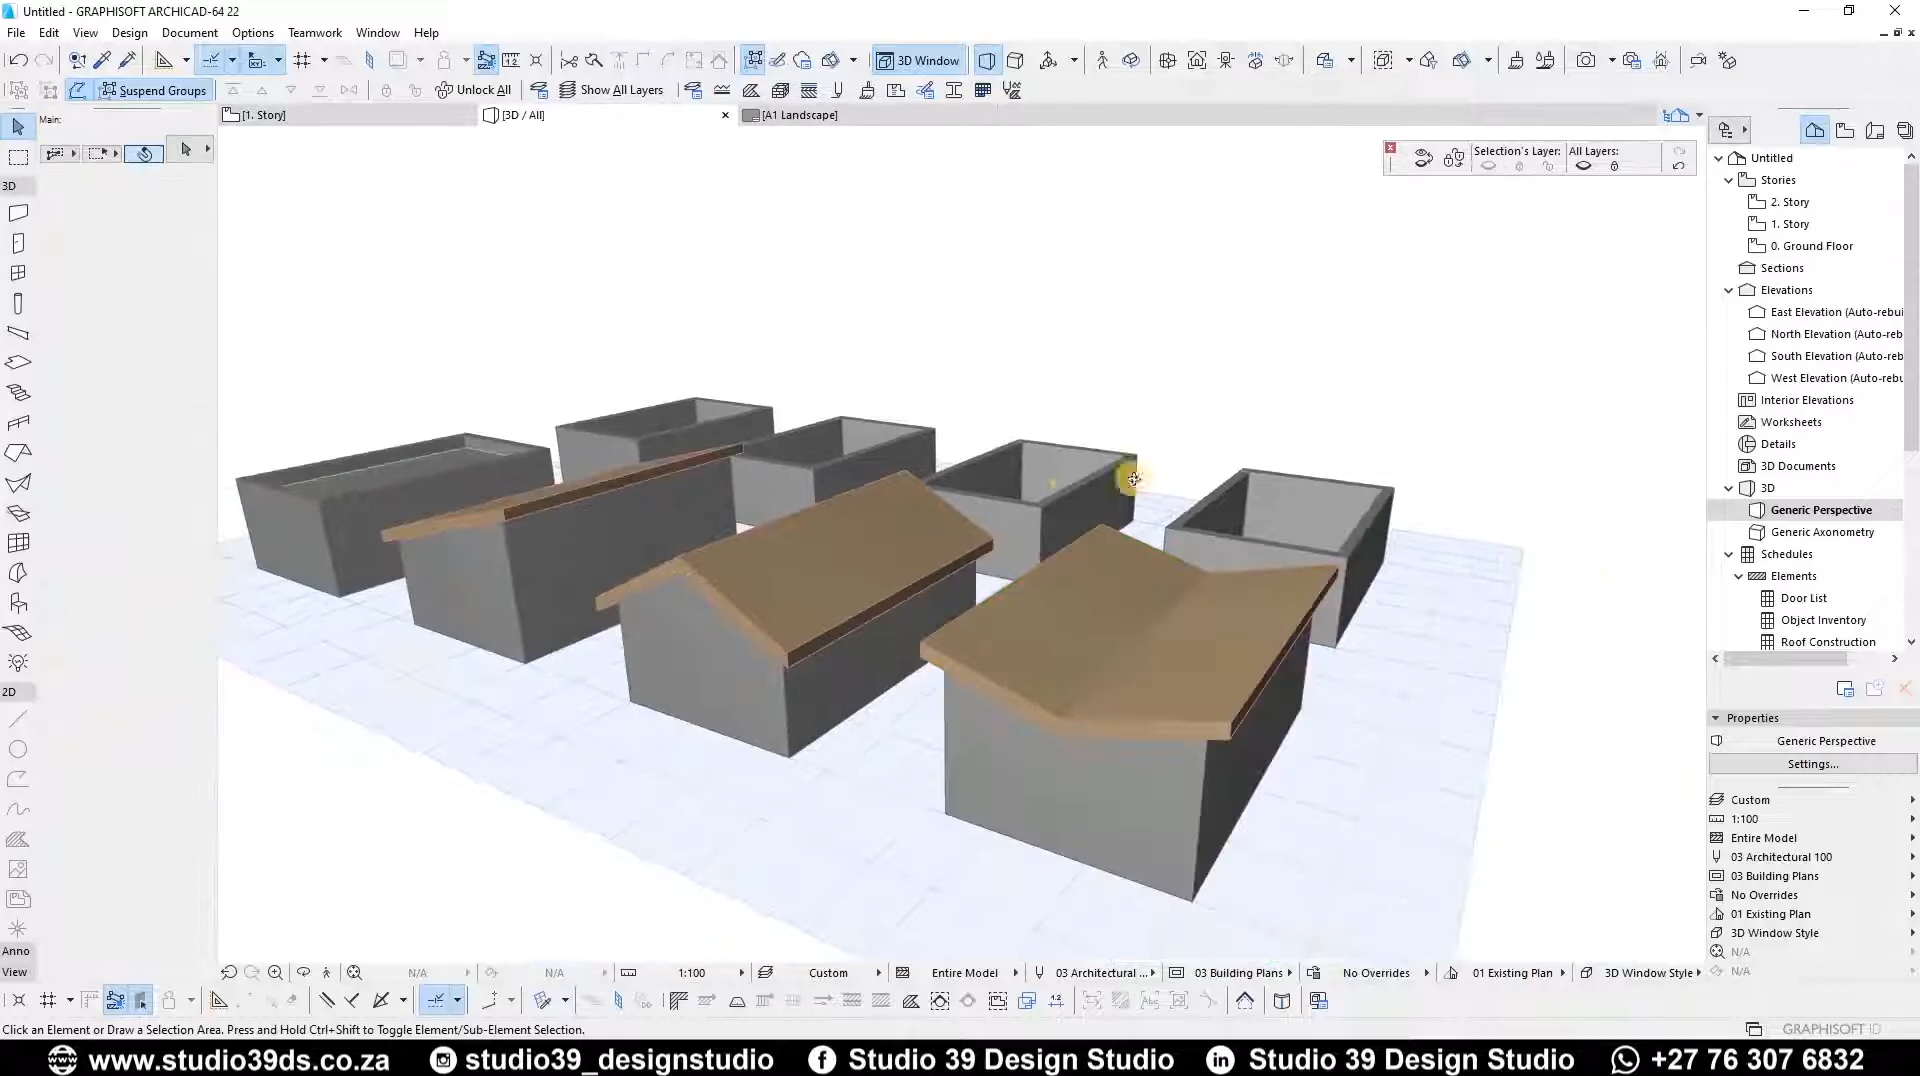 Untitled - GRAPHISOFT ARCHICAD-64 22
File Edit View Design Document Options Teamwork Window Help
3D Window
Suspend Groups Unlock All Show All Layers
[1. Story] [3D / All] [A1 Landscape]
Main:
3D
2D
Anno
View
Selection's Layer: All Layers:
Untitled
Stories
2. Story
1. Story
0. Ground Floor
Sections
Elevations
East Elevation (Auto-rebui
North Elevation (Auto-reb
South Elevation (Auto-reb
West Elevation (Auto-rebu
Interior Elevations
Worksheets
Details
3D Documents
3D
Generic Perspective
Generic Axonometry
Schedules
Elements
Door List
Object Inventory
Roof Construction
Properties
Generic Perspective
Settings...
Custom
1:100
Entire Model
03 Architectural 100
03 Building Plans
No Overrides
01 Existing Plan
3D Window Style
N/A
N/A
N/A N/A 1:100 Custom Entire Model 03 Architectural ... 03 Building Plans No Overrides 01 Existing Plan 3D Window Style
Click an Element or Draw a Selection Area. Press and Hold Ctrl+Shift to Toggle Element/Sub-Element Selection.
GRAPHISOFT ID
www.studio39ds.co.za studio39_designstudio Studio 39 Design Studio Studio 39 Design Studio +27 76 307 6832